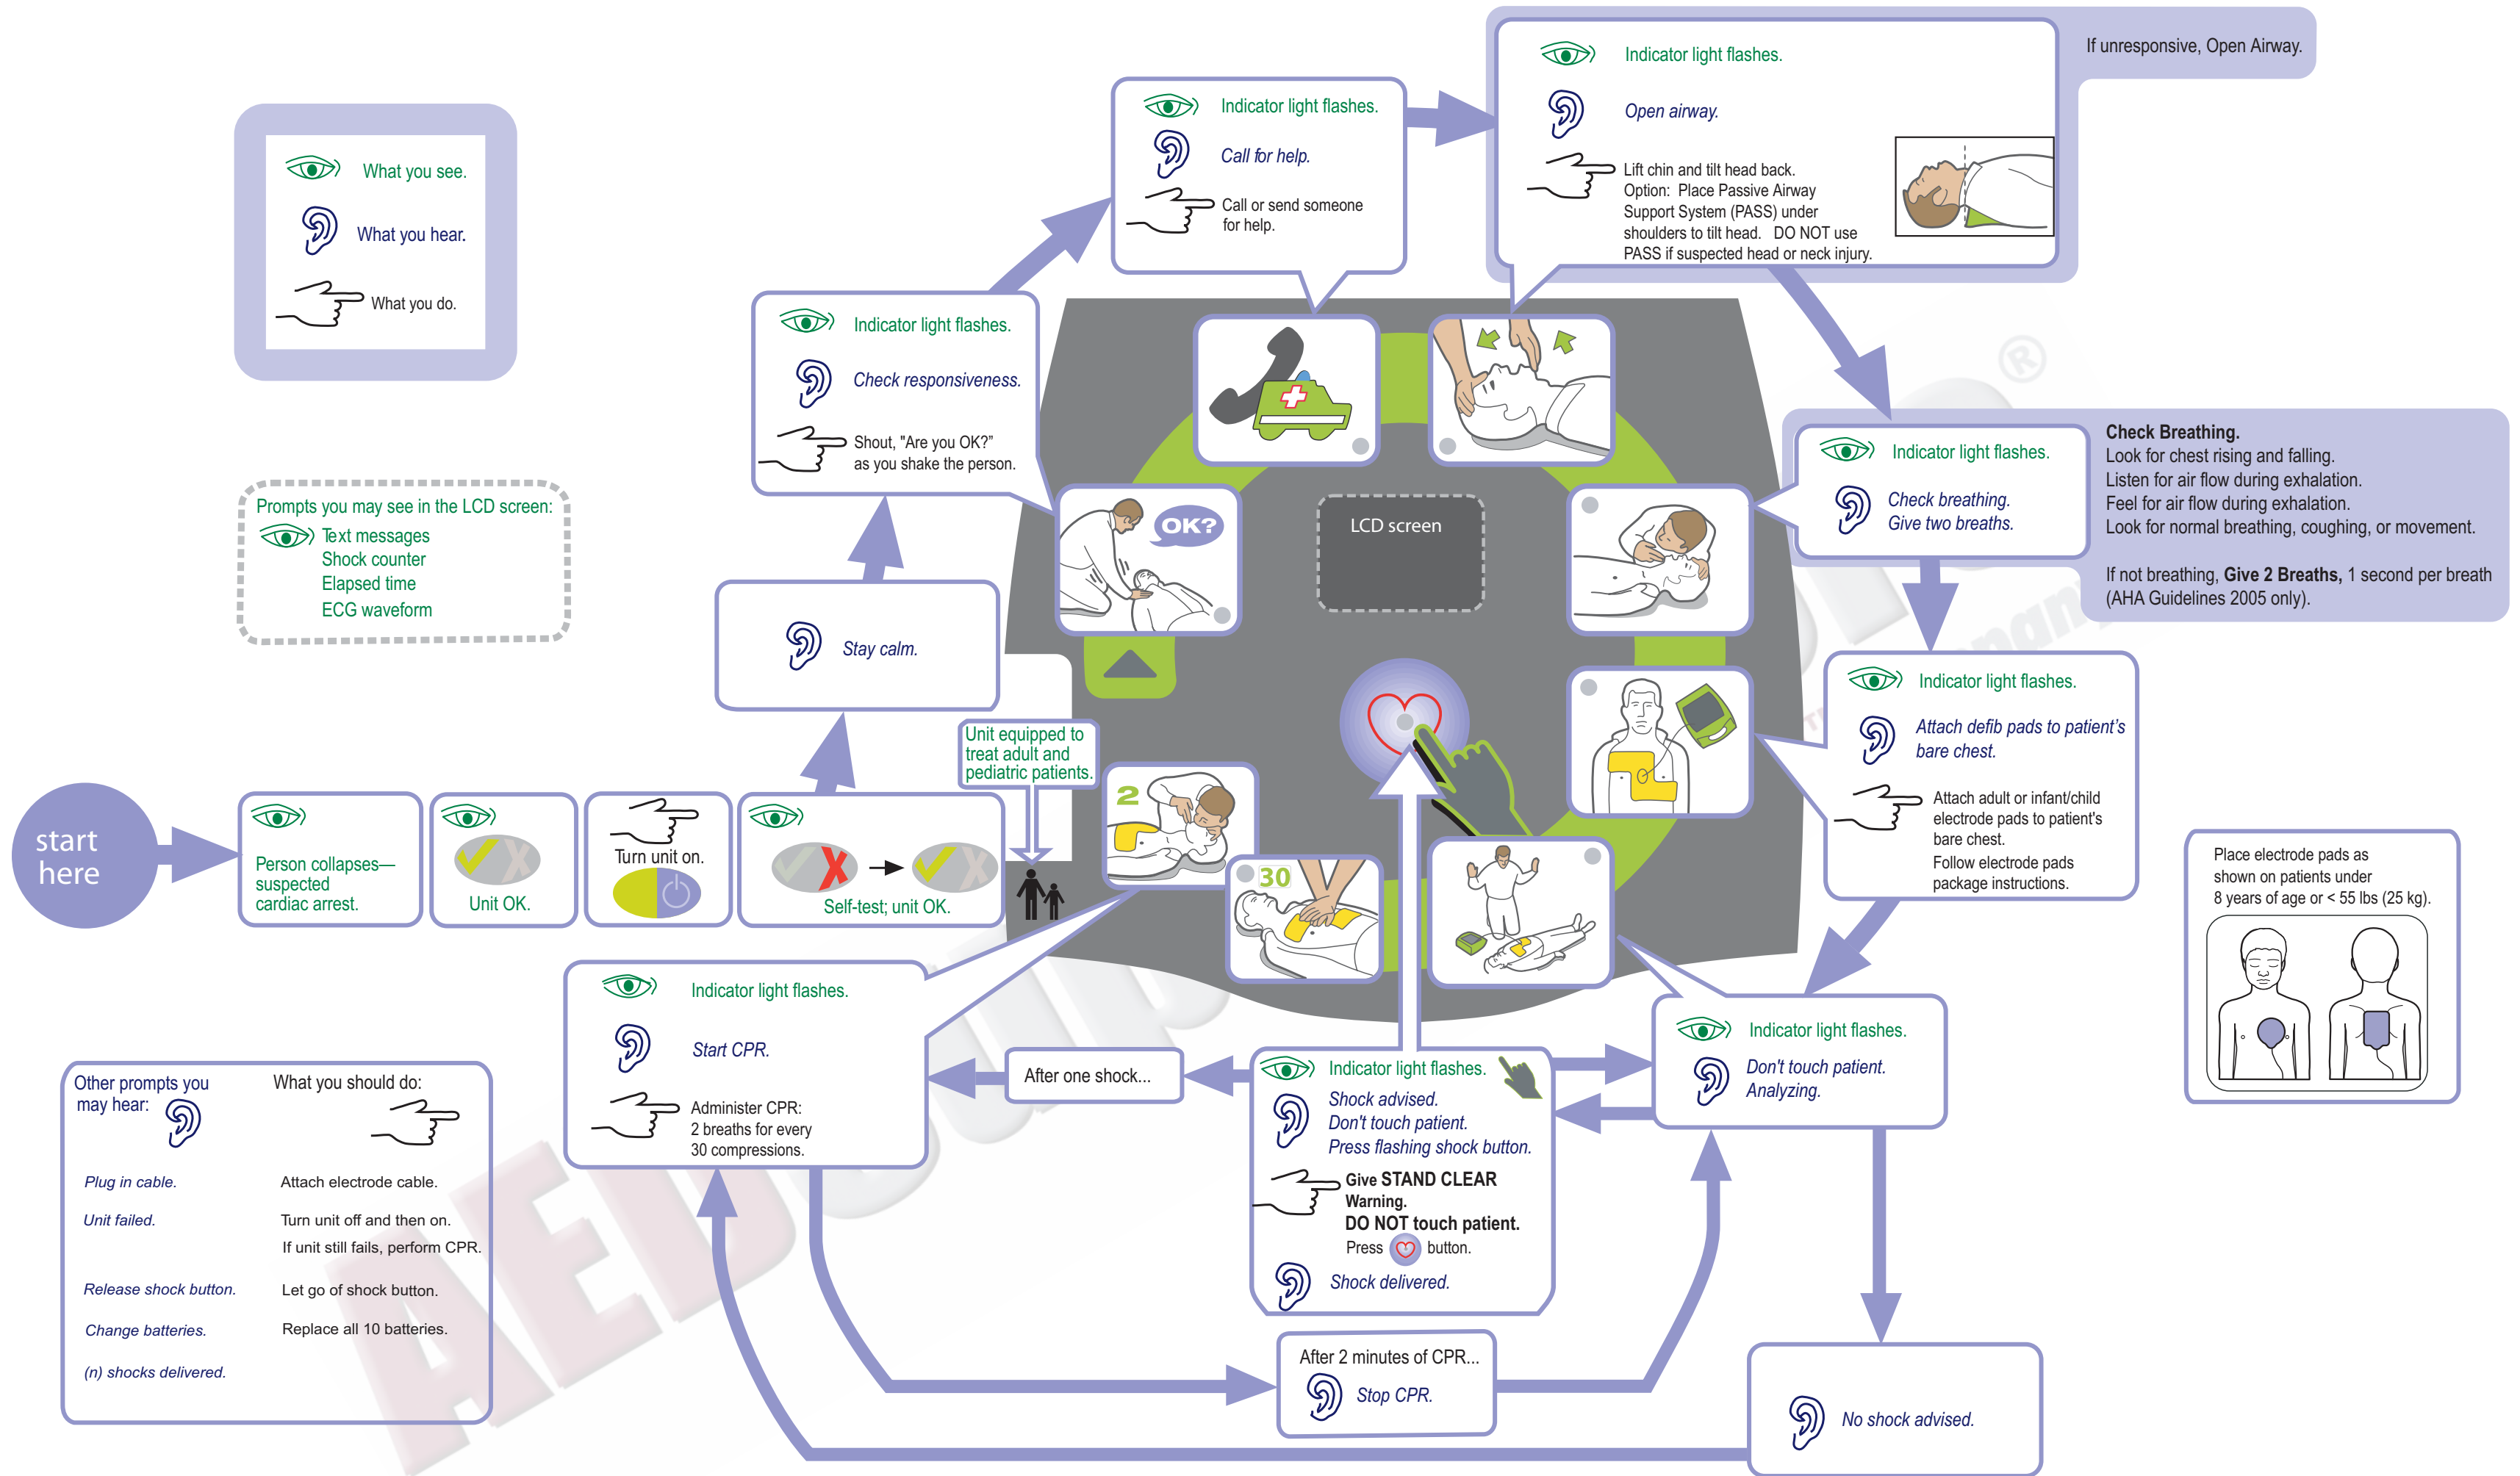 What you see.
What you hear.
What you do.
Prompts you may see in the LCD screen:
Text messages
Shock counter
Elapsed time
ECG waveform
start
here
Person collapses—
suspected
cardiac arrest.
Unit OK.
Turn unit on.
Self-test; unit OK.
Unit equipped to
treat adult and
pediatric patients.
Stay calm.
Indicator light flashes.
Check responsiveness.
Shout, "Are you OK?”
as you shake the person.
OK?
Indicator light flashes.
Call for help.
Call or send someone
for help.
If unresponsive, Open Airway.
Indicator light flashes.
Open airway.
Lift chin and tilt head back.
Option: Place Passive Airway
Support System (PASS) under
shoulders to tilt head. DO NOT use
PASS if suspected head or neck injury.
LCD screen
Indicator light flashes.
Check breathing.
Give two breaths.
Check Breathing.
Look for chest rising and falling.
Listen for air flow during exhalation.
Feel for air flow during exhalation.
Look for normal breathing, coughing, or movement.
If not breathing, Give 2 Breaths, 1 second per breath
(AHA Guidelines 2005 only).
Indicator light flashes.
Attach defib pads to patient’s
bare chest.
Attach adult or infant/child
electrode pads to patient's
bare chest.
Follow electrode pads
package instructions.
Place electrode pads as
shown on patients under
8 years of age or < 55 lbs (25 kg).
Indicator light flashes.
Don't touch patient.
Analyzing.
Indicator light flashes.
Shock advised.
Don't touch patient.
Press flashing shock button.
Give STAND CLEAR
Warning.
DO NOT touch patient.
Press button.
Shock delivered.
After one shock...
2
30
Indicator light flashes.
Start CPR.
Administer CPR:
2 breaths for every
30 compressions.
After 2 minutes of CPR...
Stop CPR.
No shock advised.
Other prompts you
may hear:
What you should do:
Plug in cable.
Attach electrode cable.
Unit failed.
Turn unit off and then on.
If unit still fails, perform CPR.
Release shock button.
Let go of shock button.
Change batteries.
Replace all 10 batteries.
(n) shocks delivered.
®